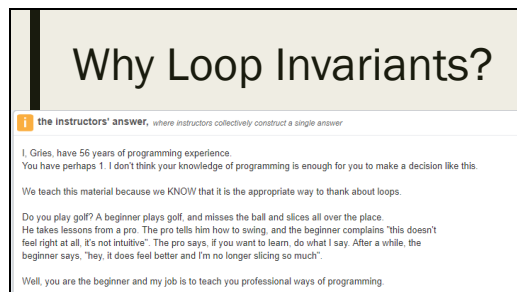 Why Loop Invariants?
i the instructors' answer, where instructors collectively construct a single answer
I, Gries, have 56 years of programming experience.
You have perhaps 1. I don't think your knowledge of programming is enough for you to make a decision like this.
We teach this material because we KNOW that it is the appropriate way to thank about loops.
Do you play golf? A beginner plays golf, and misses the ball and slices all over the place.
He takes lessons from a pro. The pro tells him how to swing, and the beginner complains "this doesn't
feel right at all, it's not intuitive". The pro says, if you want to learn, do what I say. After a while, the
beginner says, "hey, it does feel better and I'm no longer slicing so much".
Well, you are the beginner and my job is to teach you professional ways of programming.